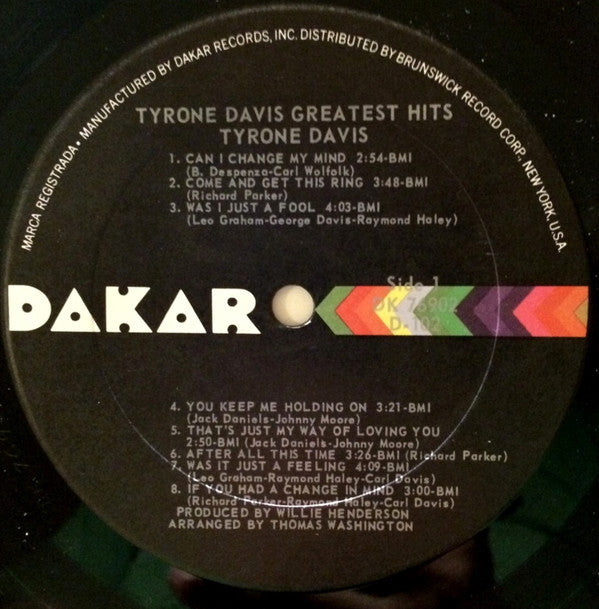 MARCA REGISTRADA • MANUFACTURED BY DAKAR RECORDS, INC. DISTRIBUTED BY BRUNSWICK RECORD CORP. NEW YORK, U.S.A.
TYRONE DAVIS GREATEST HITS
TYRONE DAVIS
1. CAN I CHANGE MY MIND 2:54-BMI
(B. Despenza-Carl Wolfolk)
2. COME AND GET THIS RING 3:48-BMI
(Richard Parker)
3. WAS I JUST A FOOL 4:03-BMI
(Leo Graham-George Davis-Raymond Haley)
DAKAR
Side 1
DK 76902
D-102
4. YOU KEEP ME HOLDING ON 3:21-BMI
(Jack Daniels-Johnny Moore)
5. THAT'S JUST MY WAY OF LOVING YOU
2:50-BMI (Jack Daniels-Johnny Moore)
6. AFTER ALL THIS TIME 3:26-BMI (Richard Parker)
7. WAS IT JUST A FEELING 4:09-BMI
(Leo Graham-Raymond Haley-Carl Davis)
8. IF YOU HAD A CHANGE IN MIND 3:00-BMI
(Richard Parker-Raymond Haley-Carl Davis)
PRODUCED BY WILLIE HENDERSON
ARRANGED BY THOMAS WASHINGTON